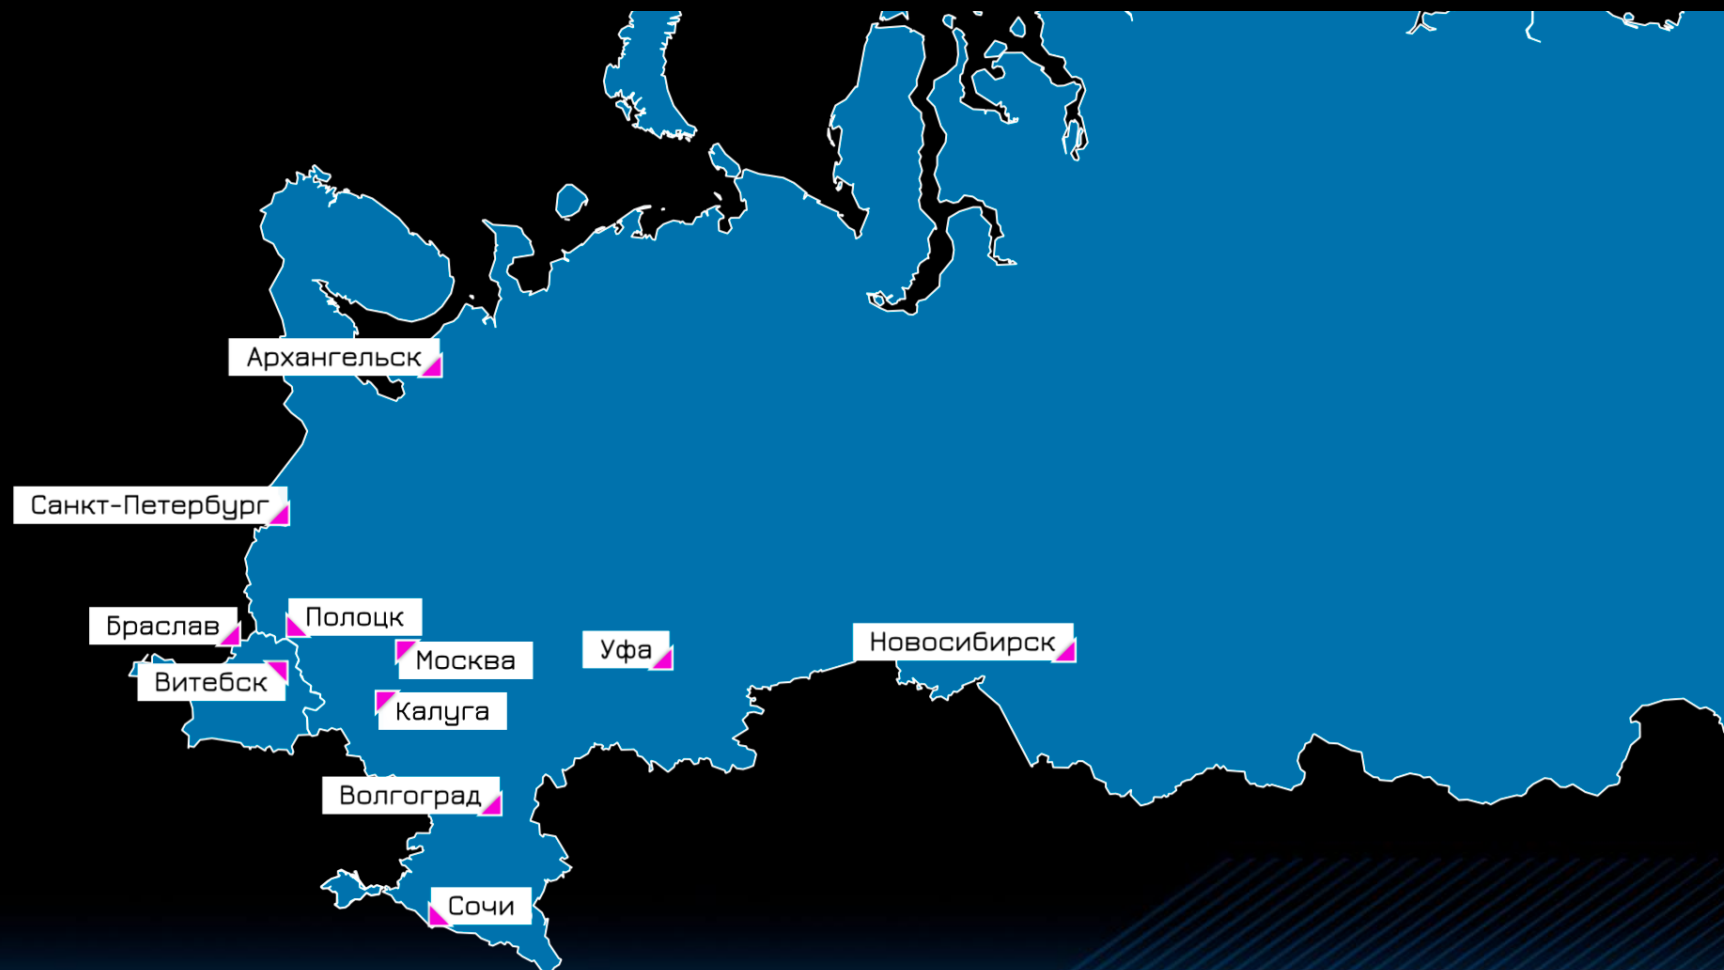 Архангельск
Санкт-Петербург
Браслав
Полоцк
Витебск
Москва
Калуга
Уфа
Новосибирск
Волгоград
Сочи